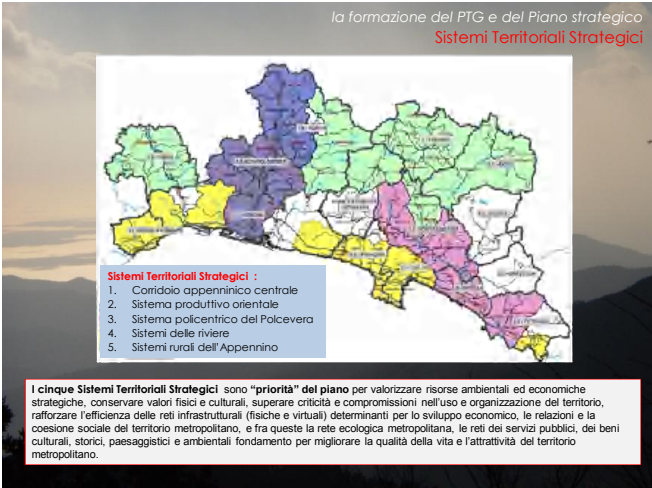 la formazione del PTG e del Piano strategico
Sistemi Territoriali Strategici
Sistemi Territoriali Strategici :
1. Corridoio appenninico centrale
2. Sistema produttivo orientale
3. Sistema policentrico del Polcevera
4. Sistemi delle riviere
5. Sistemi rurali dell'Appennino
I cinque Sistemi Territoriali Strategici sono "priorità" del piano per valorizzare risorse ambientali ed economiche
strategiche, conservare valori fisici e culturali, superare criticità e compromissioni nell'uso e organizzazione del territorio,
rafforzare l'efficienza delle reti infrastrutturali (fisiche e virtuali) determinanti per lo sviluppo economico, le relazioni e la
coesione sociale del territorio metropolitano, e fra queste la rete ecologica metropolitana, le reti dei servizi pubblici, dei beni
culturali, storici, paesaggistici e ambientali fondamento per migliorare la qualità della vita e l'attrattività del territorio
metropolitano.